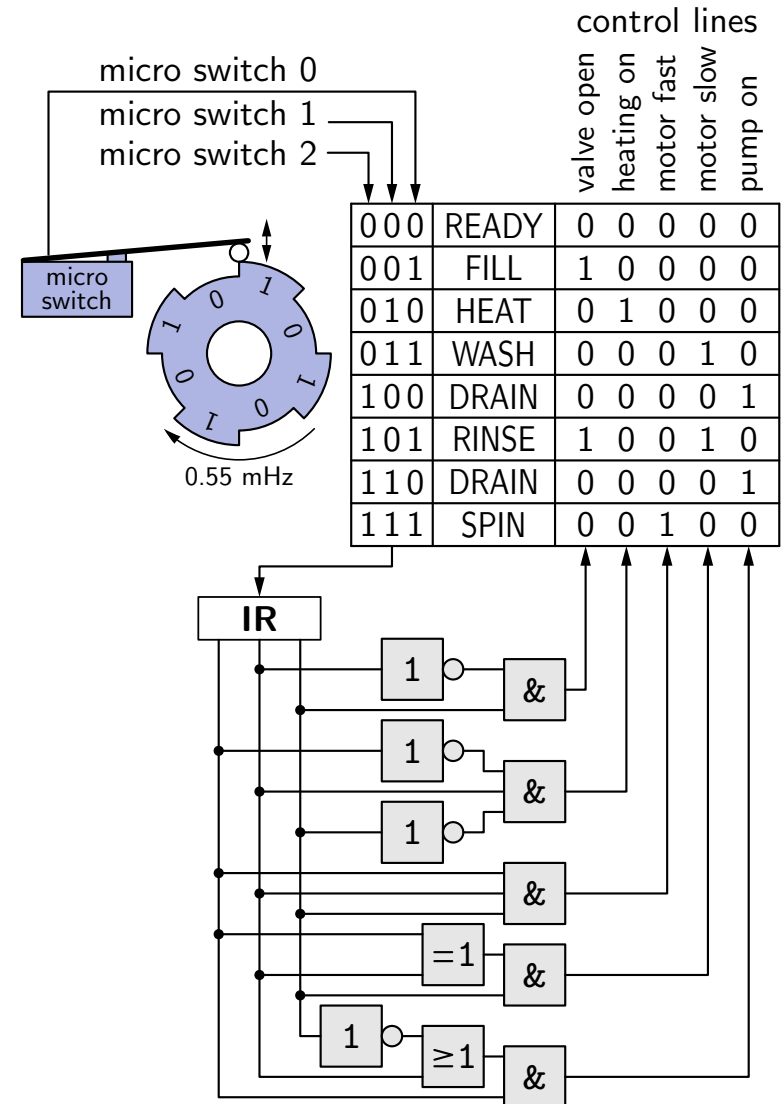 control lines
valve open
heating on
motor fast
motor slow
pump on
micro switch 0
micro switch 1
micro switch 2
micro
switch
1 0 1 0 1 0 1 0
0.55 mHz
000 READY 0 0 0 0 0
001 FILL 1 0 0 0 0
010 HEAT 0 1 0 0 0
011 WASH 0 0 0 1 0
100 DRAIN 0 0 0 0 1
101 RINSE 1 0 0 1 0
110 DRAIN 0 0 0 0 1
111 SPIN 0 0 1 0 0
IR
1
&
1
&
1
&
=1
&
1
≥1
&